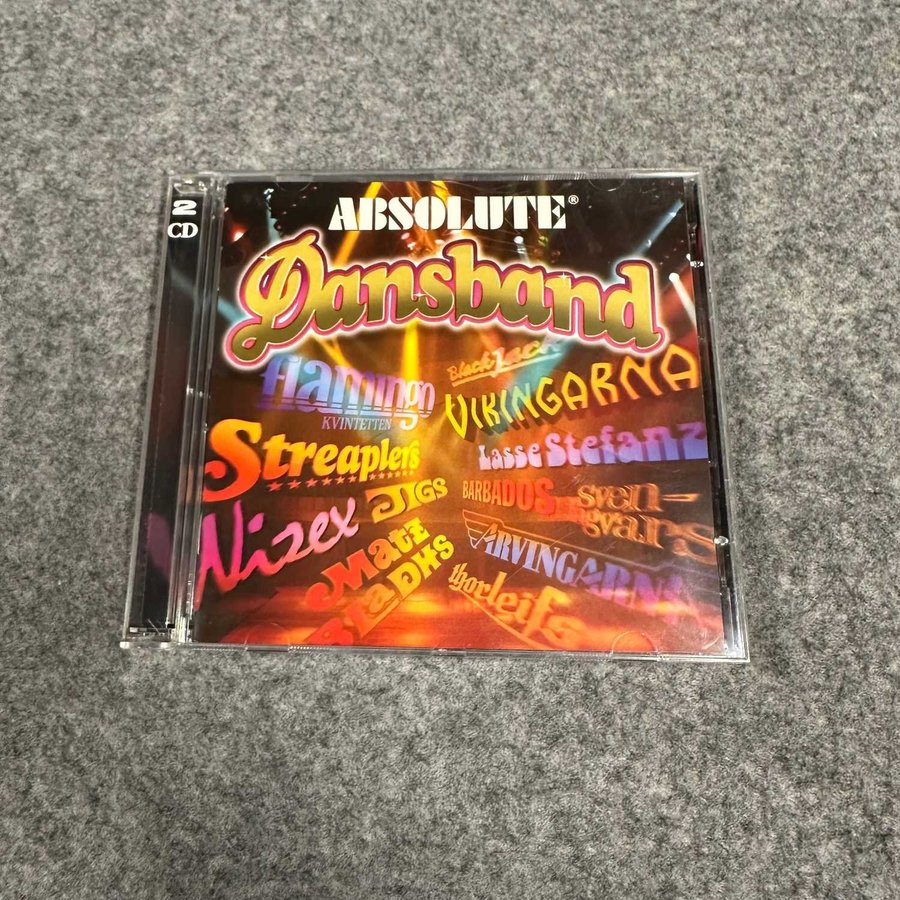 2
CD
ABSOLUTE®
Dansband
flamingo
KVINTETTEN
Black Jack
VIKINGARNA
Streaplers
Lasse Stefanz
Nizex
JIGS
BARBADOS
sven-
ingvars
Matz
Bladhs
ARVINGARNA
thorleifs